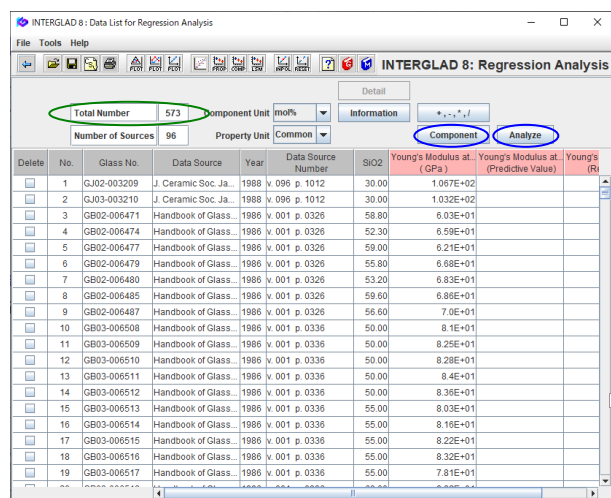 INTERGLAD 8 : Data List for Regression Analysis
File Tools Help
PLOT PLOT PLOT PROP COMP LSM INFOL RESET INTERGLAD 8: Regression Analysis
Detail
Total Number 573 Component Unit mol% Information +,-,*,/
Number of Sources 96 Property Unit Common Component Analyze
Delete No. Glass No. Data Source Year Data Source Number SiO2 Young's Modulus at... (GPa) Young's Modulus at... (Predictive Value) Young's
1 GJ02-003209 J. Ceramic Soc. Ja... 1988 v. 096 p. 1012 30.00 1.067E+02
2 GJ03-003210 J. Ceramic Soc. Ja... 1988 v. 096 p. 1012 30.00 1.032E+02
3 GB02-006471 Handbook of Glass... 1986 v. 001 p. 0326 58.80 6.03E+01
4 GB02-006474 Handbook of Glass... 1986 v. 001 p. 0326 52.30 6.59E+01
5 GB02-006477 Handbook of Glass... 1986 v. 001 p. 0326 59.00 6.21E+01
6 GB02-006479 Handbook of Glass... 1986 v. 001 p. 0326 55.80 6.68E+01
7 GB02-006480 Handbook of Glass... 1986 v. 001 p. 0326 53.20 6.83E+01
8 GB02-006485 Handbook of Glass... 1986 v. 001 p. 0326 59.60 6.86E+01
9 GB02-006487 Handbook of Glass... 1986 v. 001 p. 0326 56.60 7.0E+01
10 GB03-006508 Handbook of Glass... 1986 v. 001 p. 0336 50.00 8.1E+01
11 GB03-006509 Handbook of Glass... 1986 v. 001 p. 0336 50.00 8.25E+01
12 GB03-006510 Handbook of Glass... 1986 v. 001 p. 0336 50.00 8.28E+01
13 GB03-006511 Handbook of Glass... 1986 v. 001 p. 0336 50.00 8.4E+01
14 GB03-006512 Handbook of Glass... 1986 v. 001 p. 0336 50.00 8.36E+01
15 GB03-006513 Handbook of Glass... 1986 v. 001 p. 0336 55.00 8.03E+01
16 GB03-006514 Handbook of Glass... 1986 v. 001 p. 0336 55.00 8.16E+01
17 GB03-006515 Handbook of Glass... 1986 v. 001 p. 0336 55.00 8.22E+01
18 GB03-006516 Handbook of Glass... 1986 v. 001 p. 0336 55.00 8.32E+01
19 GB03-006517 Handbook of Glass... 1986 v. 001 p. 0336 55.00 7.81E+01